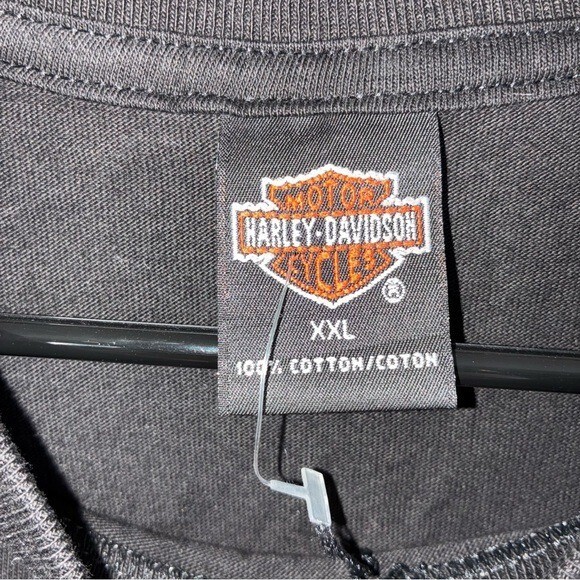 MOTOR
HARLEY-DAVIDSON
CYCLES
®
XXL
100% COTTON/COTON